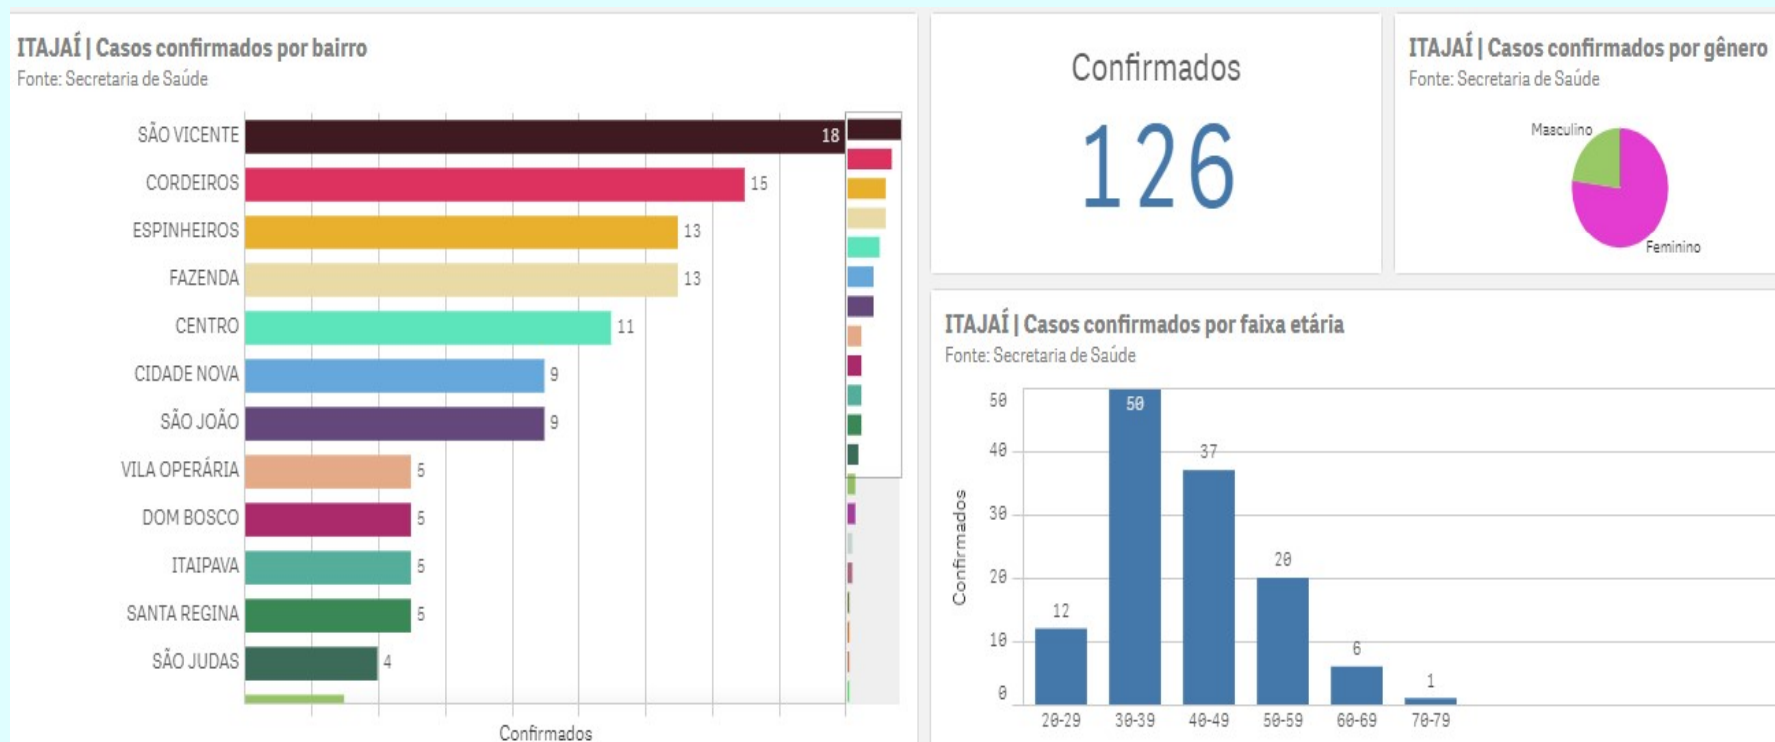 ITAJAÍ | Casos confirmados por bairro
Fonte: Secretaria de Saúde
SÃO VICENTE 18
CORDEIROS 15
ESPINHEIROS 13
FAZENDA 13
CENTRO 11
CIDADE NOVA 9
SÃO JOÃO 9
VILA OPERÁRIA 5
DOM BOSCO 5
ITAIPAVA 5
SANTA REGINA 5
SÃO JUDAS 4
Confirmados
Confirmados
126
ITAJAÍ | Casos confirmados por gênero
Fonte: Secretaria de Saúde
Masculino
Feminino
ITAJAÍ | Casos confirmados por faixa etária
Fonte: Secretaria de Saúde
Confirmados
50
40
30
20
10
0
12 50 37 20 6 1
20-29 30-39 40-49 50-59 60-69 70-79